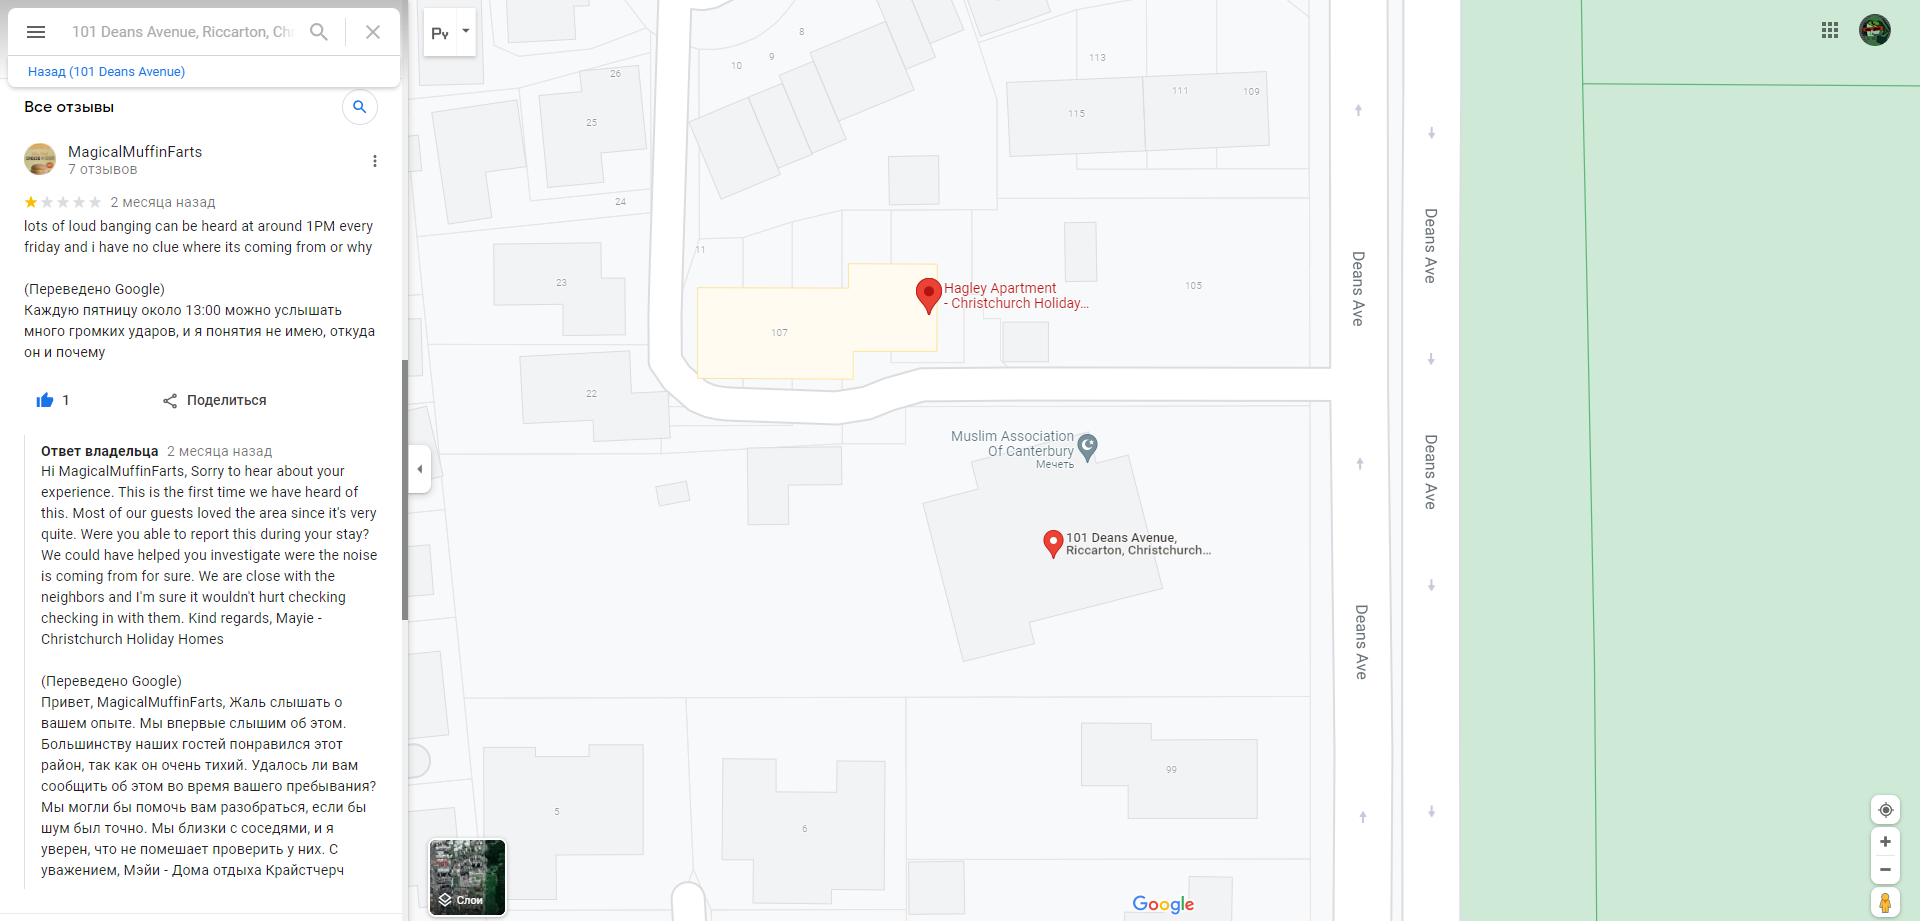 101 Deans Avenue, Riccarton, Chr
Назад (101 Deans Avenue)
Все отзывы
MagicalMuffinFarts
7 отзывов
2 месяца назад
lots of loud banging can be heard at around 1PM every
friday and i have no clue where its coming from or why
(Переведено Google)
Каждую пятницу около 13:00 можно услышать
много громких ударов, и я понятия не имею, откуда
он и почему
1
Поделиться
Ответ владельца 2 месяца назад
Hi MagicalMuffinFarts, Sorry to hear about your
experience. This is the first time we have heard of
this. Most of our guests loved the area since it's very
quite. Were you able to report this during your stay?
We could have helped you investigate were the noise
is coming from for sure. We are close with the
neighbors and I'm sure it wouldn't hurt checking
checking in with them. Kind regards, Mayie -
Christchurch Holiday Homes
(Переведено Google)
Привет, MagicalMuffinFarts, Жаль слышать о
вашем опыте. Мы впервые слышим об этом.
Большинству наших гостей понравился этот
район, так как он очень тихий. Удалось ли вам
сообщить об этом во время вашего пребывания?
Мы могли бы помочь вам разобраться, если бы
шум был точно. Мы близки с соседями, и я
уверен, что не помешает проверить у них. С
уважением, Мэйи - Дома отдыха Крайстчерч
Слои
8
9
10
26
25
24
113
115
111
109
11
23
107
105
22
Hagley Apartment
- Christchurch Holiday...
Muslim Association
Of Canterbury
Мечеть
101 Deans Avenue,
Riccarton, Christchurch...
Deans Ave
Deans Ave
Deans Ave
Deans Ave
99
5
6
Google